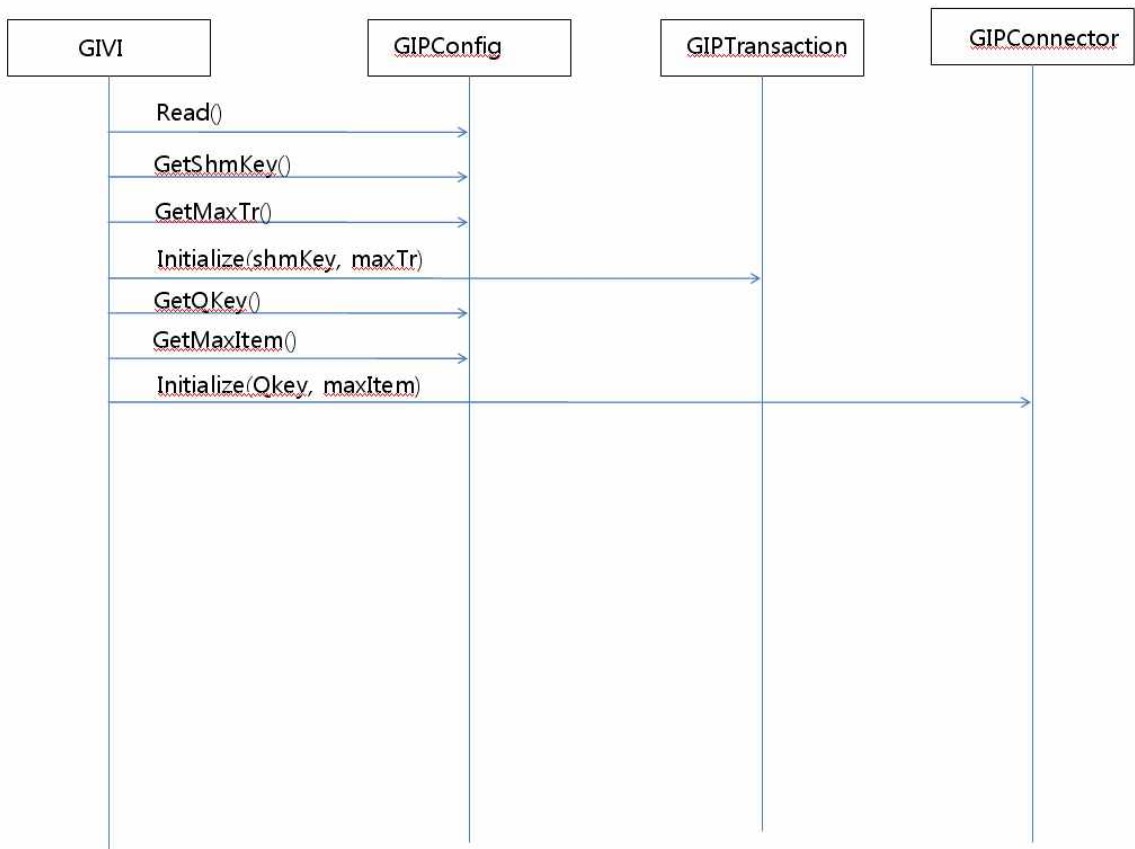 GIVI
GIPConfig
GIPTransaction
GIPConnector
Read()
GetShmKey()
GetMaxTr()
Initialize(shmKey, maxTr)
GetQKey()
GetMaxItem()
Initialize(Qkey, maxItem)